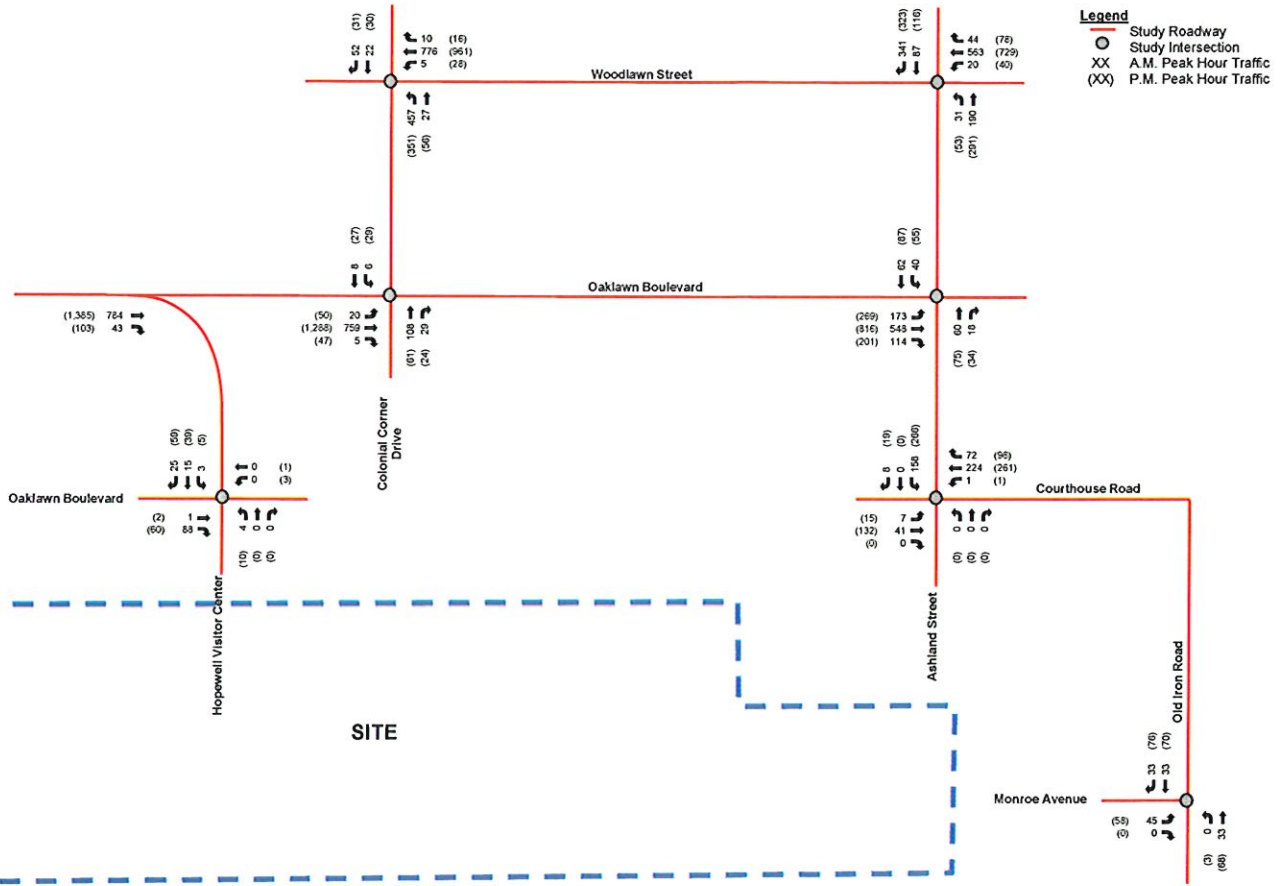 Legend
Study Roadway
Study Intersection
XX A.M. Peak Hour Traffic
(XX) P.M. Peak Hour Traffic
(31) (30)
52 22
10 (16)
776 (961)
5 (28)
Woodlawn Street
457 27
(351) (56)
(323) (116)
341 87
44 (78)
563 (729)
20 (40)
31 190
(53) (291)
(27) (29)
8 6
Oaklawn Boulevard
(1,385) 784
(103) 43
(50) 20
(1,288) 759
(47) 5
108 29
(61) (24)
Colonial Corner
Drive
(87) (55)
62 40
(269) 173
(816) 548
(201) 114
60 18
(75) (34)
(59) (39) (5)
25 15 3
0 (1)
0 (3)
Oaklawn Boulevard
(2) 1
(60) 88
4 0 0
(10) (0) (0)
Hopewell Visitor Center
(19) (0) (266)
8 0 158
72 (98)
224 (261)
1 (1)
Courthouse Road
(15) 7
(132) 41
(0) 0
0 0 0
(0) (0) (0)
Ashland Street
SITE
Old Iron Road
(76) (70)
33 33
Monroe Avenue
(58) 45
(0) 0
0 33
(3) (68)